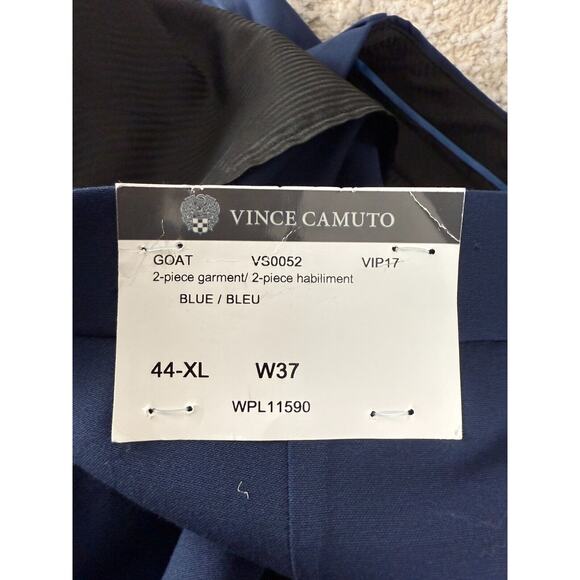 VINCE CAMUTO
GOAT VS0052 VIP17
2-piece garment/ 2-piece habiliment
BLUE / BLEU
44-XL W37
WPL11590